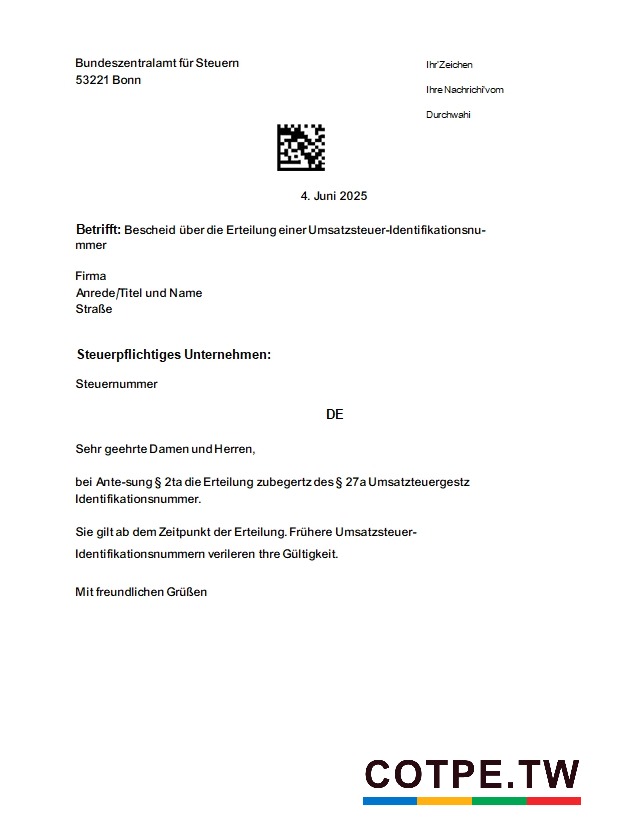 Bundeszentralamt für Steuern
53221 Bonn
Ihr'Zeichen
Ihre Nachrichi'vom
Durchwahi
4. Juni 2025
Betrifft: Bescheid über die Erteilung einer Umsatzsteuer-Identifikationsnu-
mmer
Firma
Anrede/Titel und Name
Straße
Steuerpflichtiges Unternehmen:
Steuernummer
DE
Sehr geehrte Damen und Herren,
bei Ante-sung § 2ta die Erteilung zubegertz des § 27a Umsatzteuergestz
Identifikationsnummer.
Sie gilt ab dem Zeitpunkt der Erteilung. Frühere Umsatzsteuer-
Identifikationsnummern verileren Thre Gültigkeit.
Mit freundlichen Grüßen
COTPE.TW